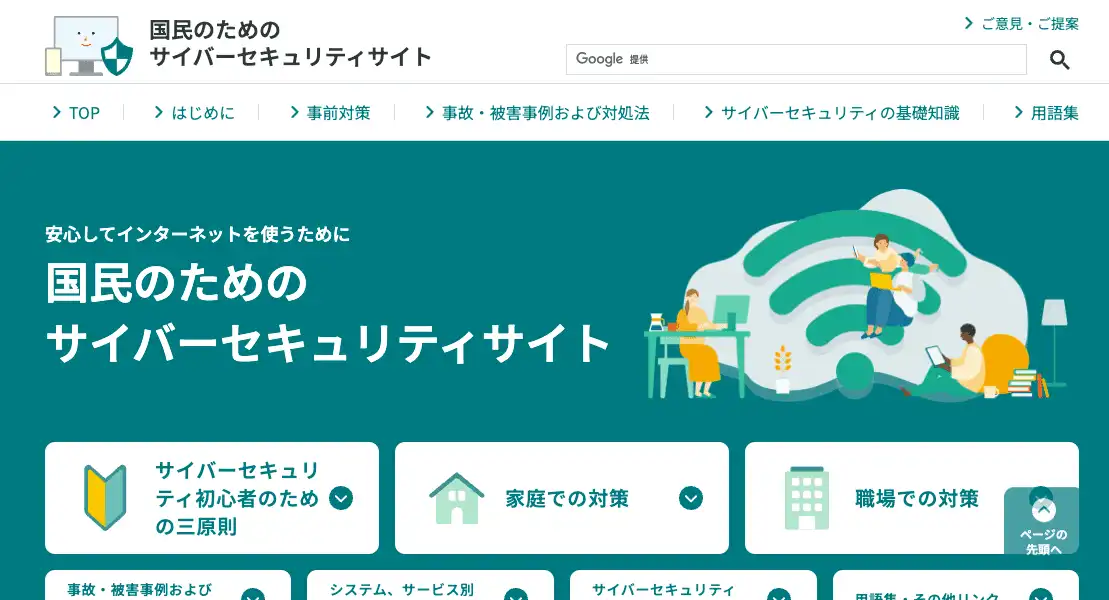 国民のための
サイバーセキュリティサイト
ご意見・ご提案
Google 提供
TOP
はじめに
事前対策
事故・被害事例および対処法
サイバーセキュリティの基礎知識
用語集
安心してインターネットを使うために
国民のための
サイバーセキュリティサイト
サイバーセキュリ
ティ初心者のため
の三原則
家庭での対策
職場での対策
ページの
先頭へ
事故・被害事例および
システム、サービス別
サイバーセキュリティ
用語集・その他リンク